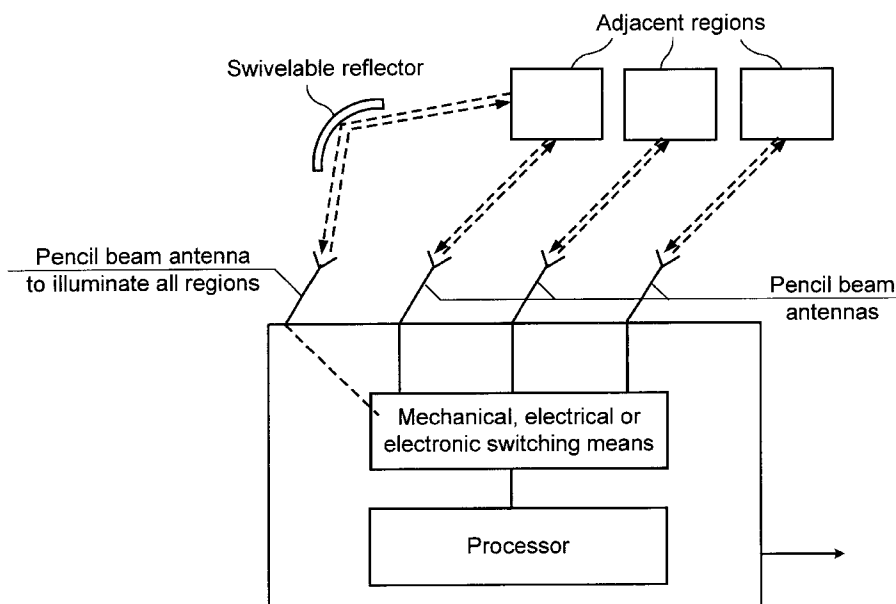 Adjacent regions
Swivelable reflector
Pencil beam antenna
to illuminate all regions
Pencil beam
antennas
Mechanical, electrical or
electronic switching means
Processor